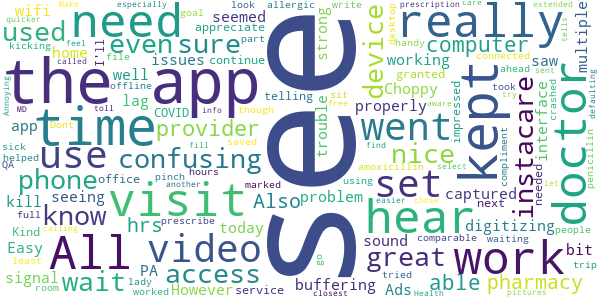 quicker
wifi
need
seemed
strong
used
even
sure
goal
look
allergic
write
desktop
prescription
care
handy
especially
Make
extended
tells
kicking
home
I'll
appreciate
part
though
called
feel
file
the app
see
really
device
Choppy
computer
working
granted
connected
aware
multiple
saw
issues
continue
offline
well
telling
sit
free
time
lag
COVID
Annoying
MD
toll
info
app
Dont
saved
provider
trouble
properly
took
try
ahead
sent
crashed
defaulting
use
went
kept
impressed
instacare
interface
doctor
find
amoxicillin
using
confusing
nice
easier
chose
select
compliment
needed
let
penicillin
sick
helped
QA
fill
phone
office
pinch
another
hours
marked
visit
set
captured
next
digitizing
people
know
seeing
prescribe
today
Also
problem
hear
full
calling
kill
hrs
Kind
Easy
least
All
video
However
sound
great
comparable
waiting
bit
trip
work
signal
wait
room
PA
lady
worked
access
service
buffering
closest
go
Ads
tried
Health
able
pictures
pharmacy